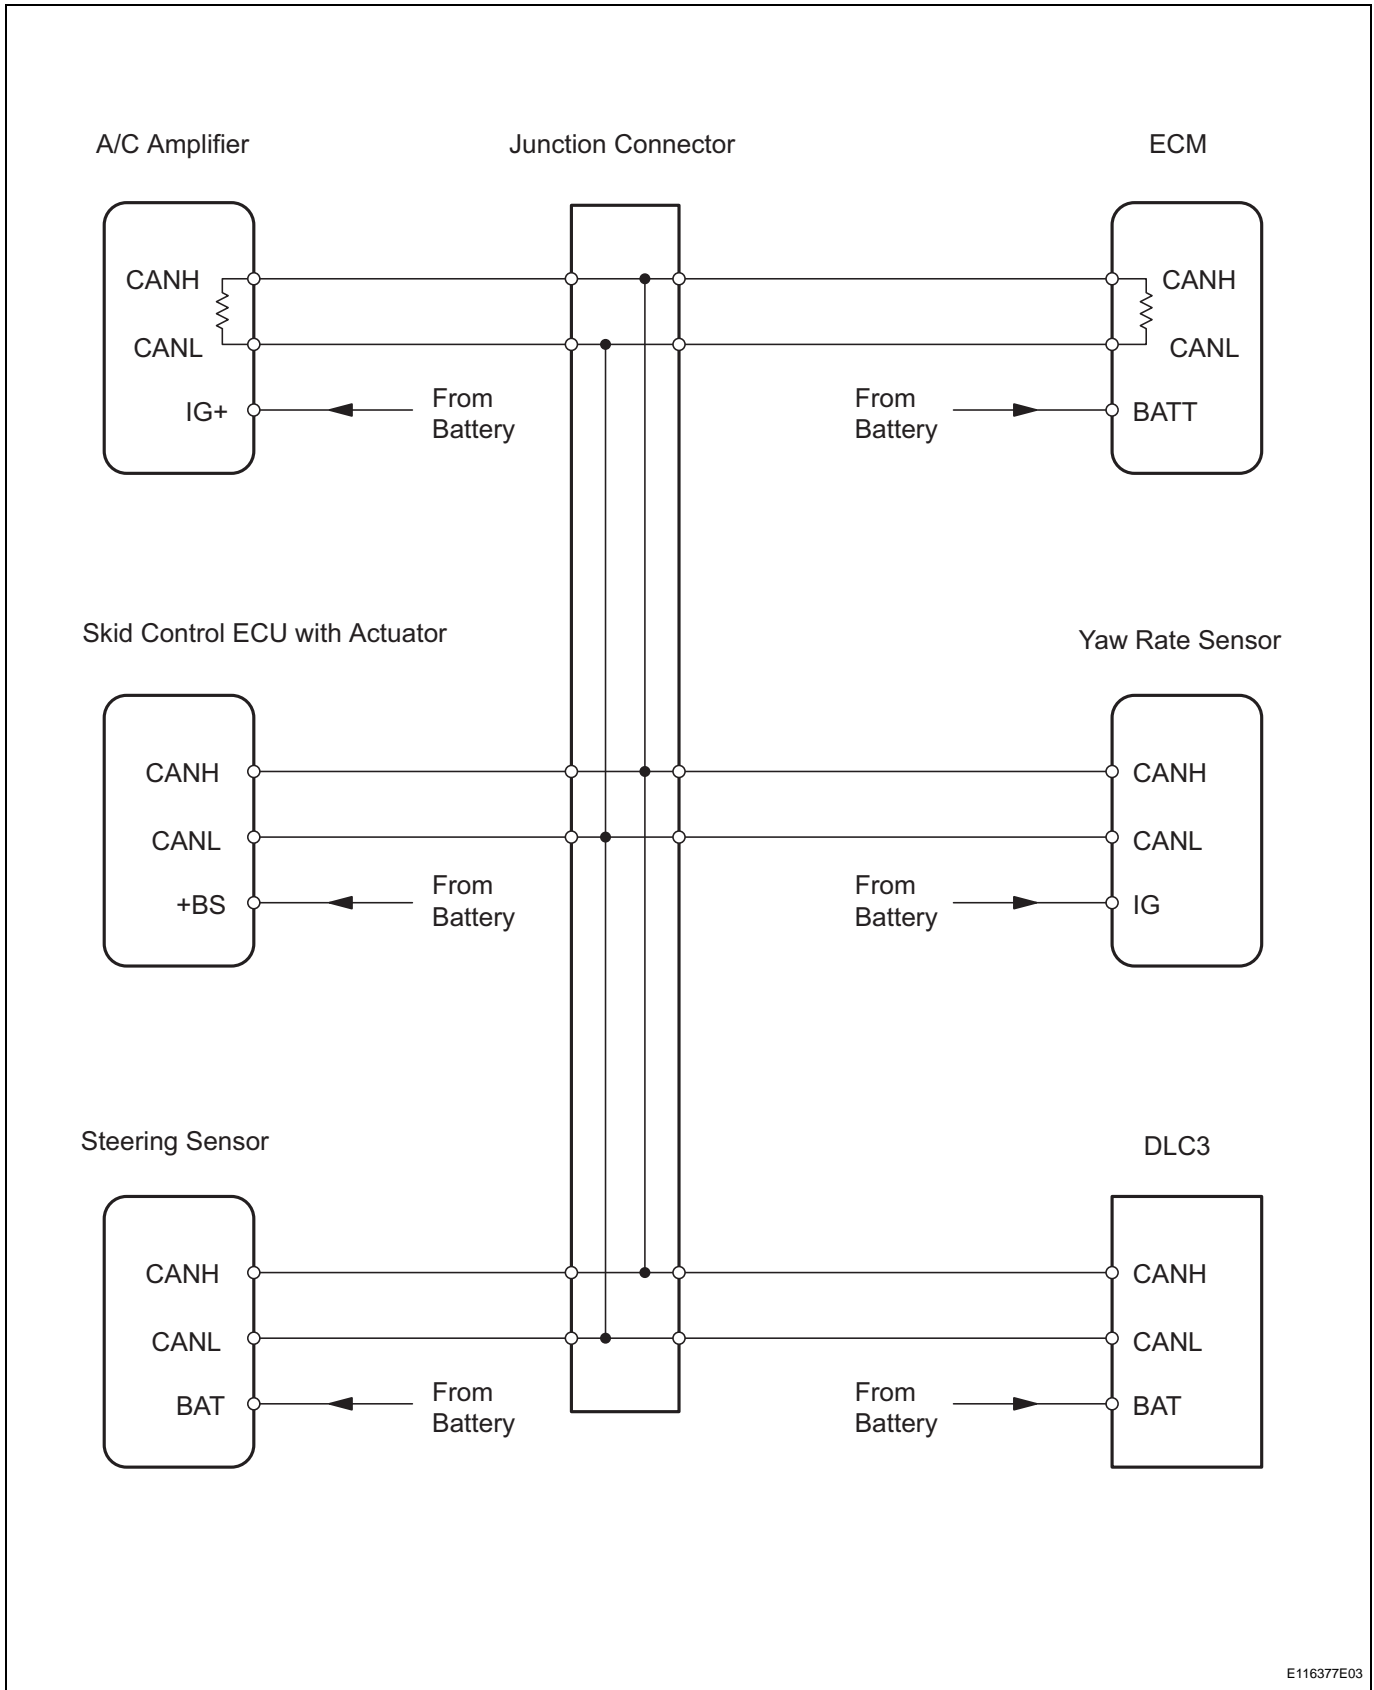 A/C Amplifier
Junction Connector
ECM
CANH
CANH
CANL
CANL
IG+
From
Battery
From
Battery
BATT
Skid Control ECU with Actuator
Yaw Rate Sensor
CANH
CANH
CANL
CANL
+BS
From
Battery
From
Battery
IG
Steering Sensor
DLC3
CANH
CANH
CANL
CANL
BAT
From
Battery
From
Battery
BAT
E116377E03